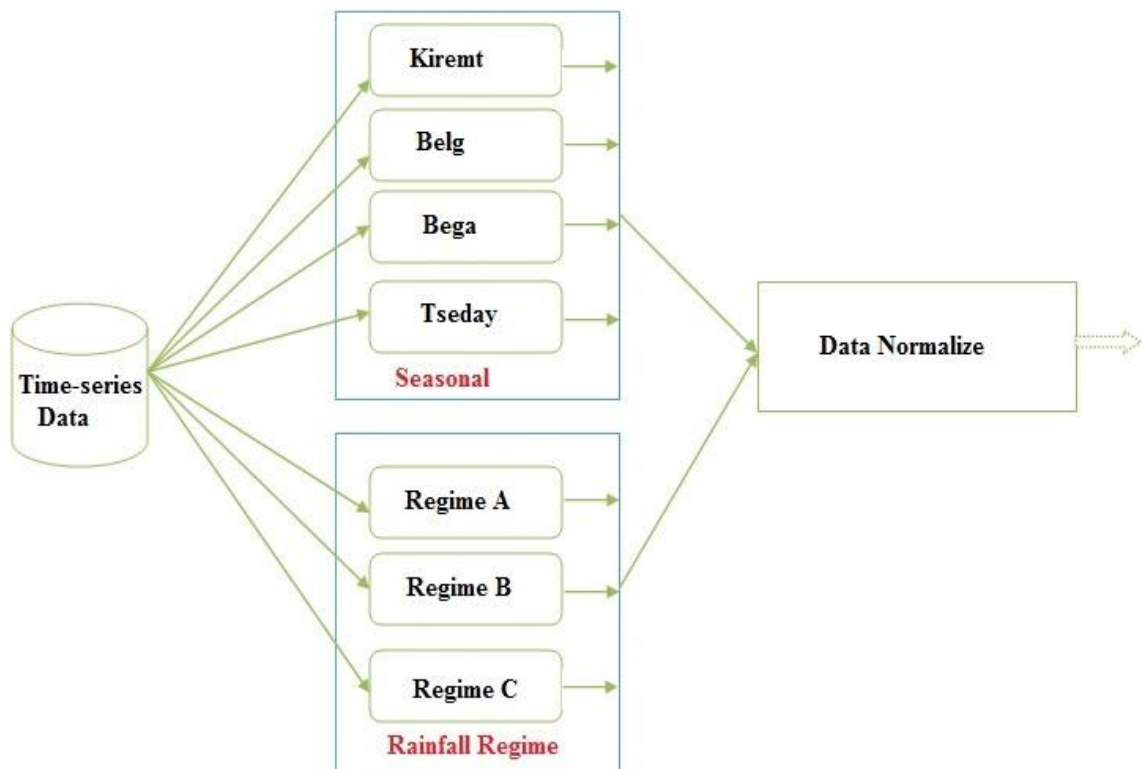 Time-series
Data
Kiremt
Belg
Bega
Tseday
Seasonal
Regime A
Regime B
Regime C
Rainfall Regime
Data Normalize